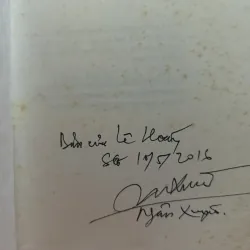 Bản của Lê Hoàng
SG 19/5/2016
Ngân Xuyên.